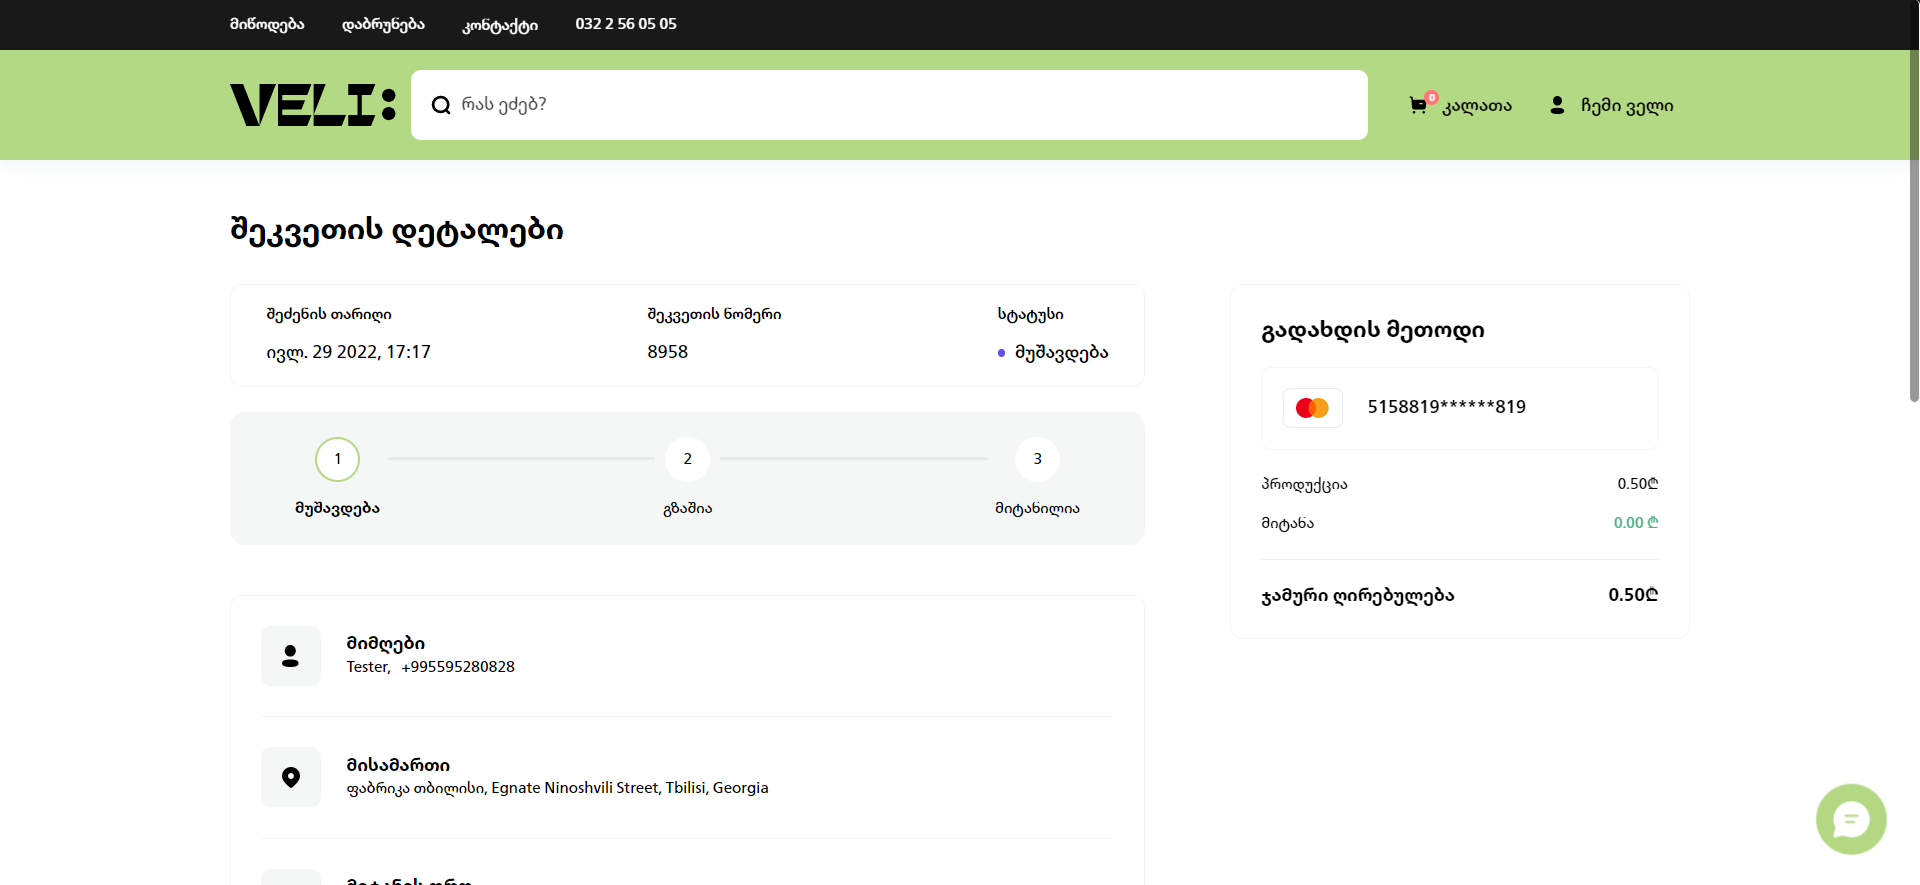 მიწოდება დაბრუნება კონტაქტი 032 2 56 05 05
VELI:
რას ეძებ?
0 კალათა
ჩემი ველი
შეკვეთის დეტალები
შეძენის თარიღი
ივლ. 29 2022, 17:17
შეკვეთის ნომერი
8958
სტატუსი
მუშავდება
1
მუშავდება
2
გზაშია
3
მიტანილია
მიმღები
Tester, +995595280828
მისამართი
ფაბრიკა თბილისი, Egnate Ninoshvili Street, Tbilisi, Georgia
გადახდის მეთოდი
5158819******819
პროდუქცია 0.50₾
მიტანა 0.00 ₾
ჯამური ღირებულება 0.50₾